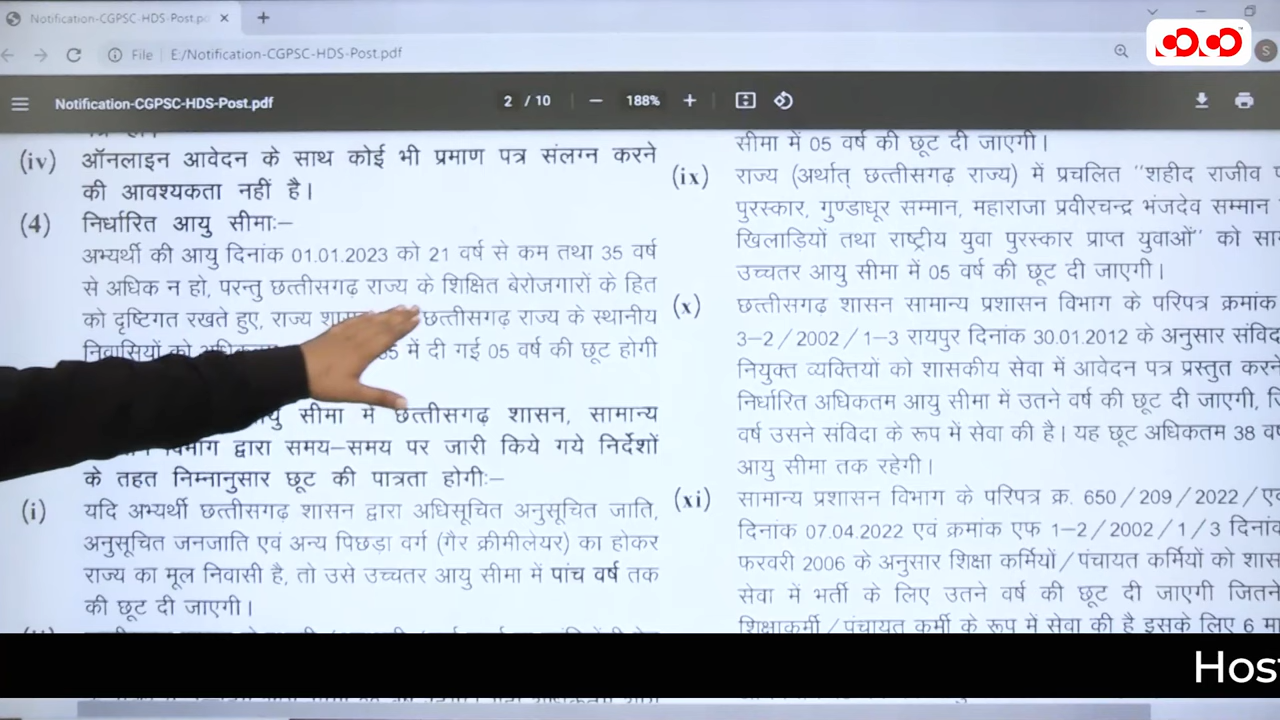 Notification-CGPSC-HDS-Post.pc
File E:/Notification-CGPSC-HDS-Post.pdf
S
Notification-CGPSC-HDS-Post.pdf
2 / 10
188%
(iv) ऑनलाइन आवेदन के साथ कोई भी प्रमाण पत्र संलग्न करने
की आवश्यकता नहीं है।
(4) निर्धारित आयु सीमाः–
अभ्यर्थी की आयु दिनांक 01.01.2023 को 21 वर्ष से कम तथा 35 वर्ष
से अधिक न हो, परन्तु छत्तीसगढ़ राज्य के शिक्षित बेरोजगारों के हित
को दृष्टिगत रखते हुए, राज्य छत्तीसगढ़ राज्य के स्थानीय
निवासियों को में दी गई 05 वर्ष की छूट होगी
सीमा में छत्तीसगढ़ शासन, सामान्य
द्वारा समय–समय पर जारी किये गये निर्देशों
के तहत निम्नानुसार छूट की पात्रता होगीः–
(i) यदि अभ्यर्थी छत्तीसगढ़ शासन द्वारा अधिसूचित अनुसूचित जाति,
अनुसूचित जनजाति एवं अन्य पिछड़ा वर्ग (गैर क्रीमीलेयर) का होकर
राज्य का मूल निवासी है, तो उसे उच्चतर आयु सीमा में पांच वर्ष तक
की छूट दी जाएगी।
सीमा में 05 वर्ष की छूट दी जाएगी।
(ix) राज्य (अर्थात् छत्तीसगढ़ राज्य) में प्रचलित "शहीद राजीव
पुरस्कार, गुण्डाधूर सम्मान, महाराजा प्रवीरचन्द्र भंजदेव सम्मान
खिलाडियों तथा राष्ट्रीय युवा पुरस्कार प्राप्त युवाओं" को
उच्चतर आयु सीमा में 05 वर्ष की छूट दी जाएगी।
(x) छत्तीसगढ शासन सामान्य प्रशासन विभाग के परिपत्र क्रमांक
3–2/2002/1–3 रायपुर दिनांक 30.01.2012 के अनुसार
नियुक्त व्यक्तियों को शासकीय सेवा में आवेदन पत्र प्रस्तुत करने
निर्धारित अधिकतम आयु सीमा में उतने वर्ष की छूट दी जाएगी,
वर्ष उसने संविदा के रूप में सेवा की है। यह छूट अधिकतम 38
आयु सीमा तक रहेगी।
(xi) सामान्य प्रशासन विभाग के परिपत्र क्र. 650/209/2022/
दिनांक 07.04.2022 एवं क्रमांक एफ 1–2/2002/1/3
फरवरी 2006 के अनुसार शिक्षा कर्मियों/पंचायत कर्मियों को
सेवा में भर्ती के लिए उतने वर्ष की छूट दी जाएगी जितने
शिक्षाकर्मी/पंचायत कर्मी के रूप में सेवा की है इसके लिए 6
Host